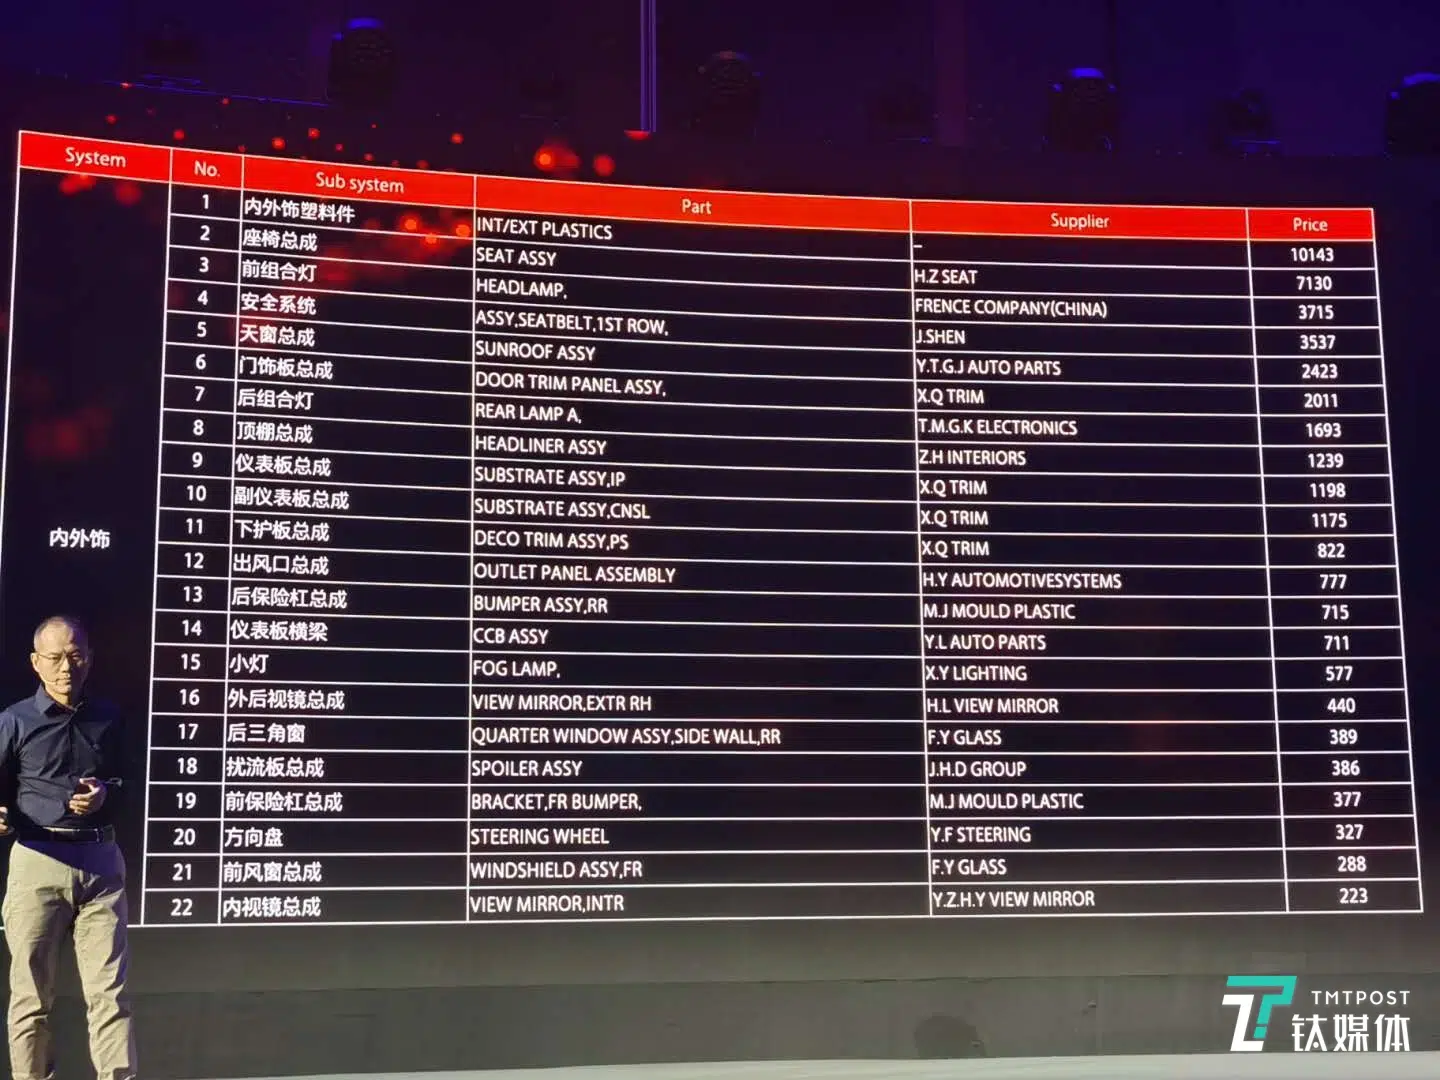 System No. Sub system Part Supplier Price
内外饰
1 内外饰塑料件 INT/EXT PLASTICS – 10143
2 座椅总成 SEAT ASSY H.Z SEAT 7130
3 前组合灯 HEADLAMP, FRENCE COMPANY(CHINA) 3715
4 安全系统 ASSY,SEATBELT,1ST ROW, J.SHEN 3537
5 天窗总成 SUNROOF ASSY Y.T.G.J AUTO PARTS 2423
6 门饰板总成 DOOR TRIM PANEL ASSY, X.Q TRIM 2011
7 后组合灯 REAR LAMP A, T.M.G.K ELECTRONICS 1693
8 顶棚总成 HEADLINER ASSY Z.H INTERIORS 1239
9 仪表板总成 SUBSTRATE ASSY,IP X.Q TRIM 1198
10 副仪表板总成 SUBSTRATE ASSY,CNSL X.Q TRIM 1175
11 下护板总成 DECO TRIM ASSY,PS X.Q TRIM 822
12 出风口总成 OUTLET PANEL ASSEMBLY H.Y AUTOMOTIVESYSTEMS 777
13 后保险杠总成 BUMPER ASSY,RR M.J MOULD PLASTIC 715
14 仪表板横梁 CCB ASSY Y.L AUTO PARTS 711
15 小灯 FOG LAMP, X.Y LIGHTING 577
16 外后视镜总成 VIEW MIRROR,EXTR RH H.L VIEW MIRROR 440
17 后三角窗 QUARTER WINDOW ASSY,SIDE WALL,RR F.Y GLASS 389
18 扰流板总成 SPOILER ASSY J.H.D GROUP 386
19 前保险杠总成 BRACKET,FR BUMPER, M.J MOULD PLASTIC 377
20 方向盘 STEERING WHEEL Y.F STEERING 327
21 前风窗总成 WINDSHIELD ASSY,FR F.Y GLASS 288
22 内视镜总成 VIEW MIRROR,INTR Y.Z.H.Y VIEW MIRROR 223
TMTPOST
钛媒体